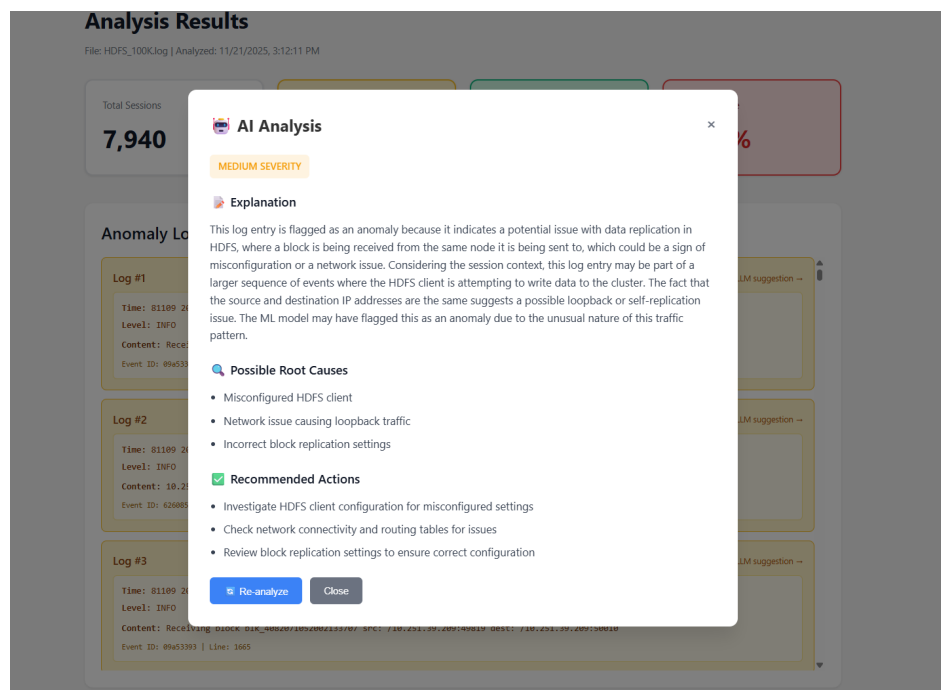 Analysis Results
File: HDFS_100K.log | Analyzed: 11/21/2025, 3:12:11 PM
Total Sessions
7,940
%
AI Analysis
×
MEDIUM SEVERITY
Explanation
This log entry is flagged as an anomaly because it indicates a potential issue with data replication in
HDFS, where a block is being received from the same node it is being sent to, which could be a sign of
misconfiguration or a network issue. Considering the session context, this log entry may be part of a
larger sequence of events where the HDFS client is attempting to write data to the cluster. The fact that
the source and destination IP addresses are the same suggests a possible loopback or self-replication
issue. The ML model may have flagged this as an anomaly due to the unusual nature of this traffic
pattern.
Possible Root Causes
• Misconfigured HDFS client
• Network issue causing loopback traffic
• Incorrect block replication settings
Recommended Actions
• Investigate HDFS client configuration for misconfigured settings
• Check network connectivity and routing tables for issues
• Review block replication settings to ensure correct configuration
Re-analyze
Close
Anomaly Lo
Log #1
LM suggestion →
Time: 81109 20
Level: INFO
Content: Recei
Event ID: 09a533
Log #2
LM suggestion →
Time: 81109 20
Level: INFO
Content: 10.25
Event ID: 626085
Log #3
LM suggestion →
Time: 81109 20
Level: INFO
Content: Receiving block blk_4082071052002133707 src: /10.251.39.209:49819 dest: /10.251.39.209:50010
Event ID: 09a53393 | Line: 1665